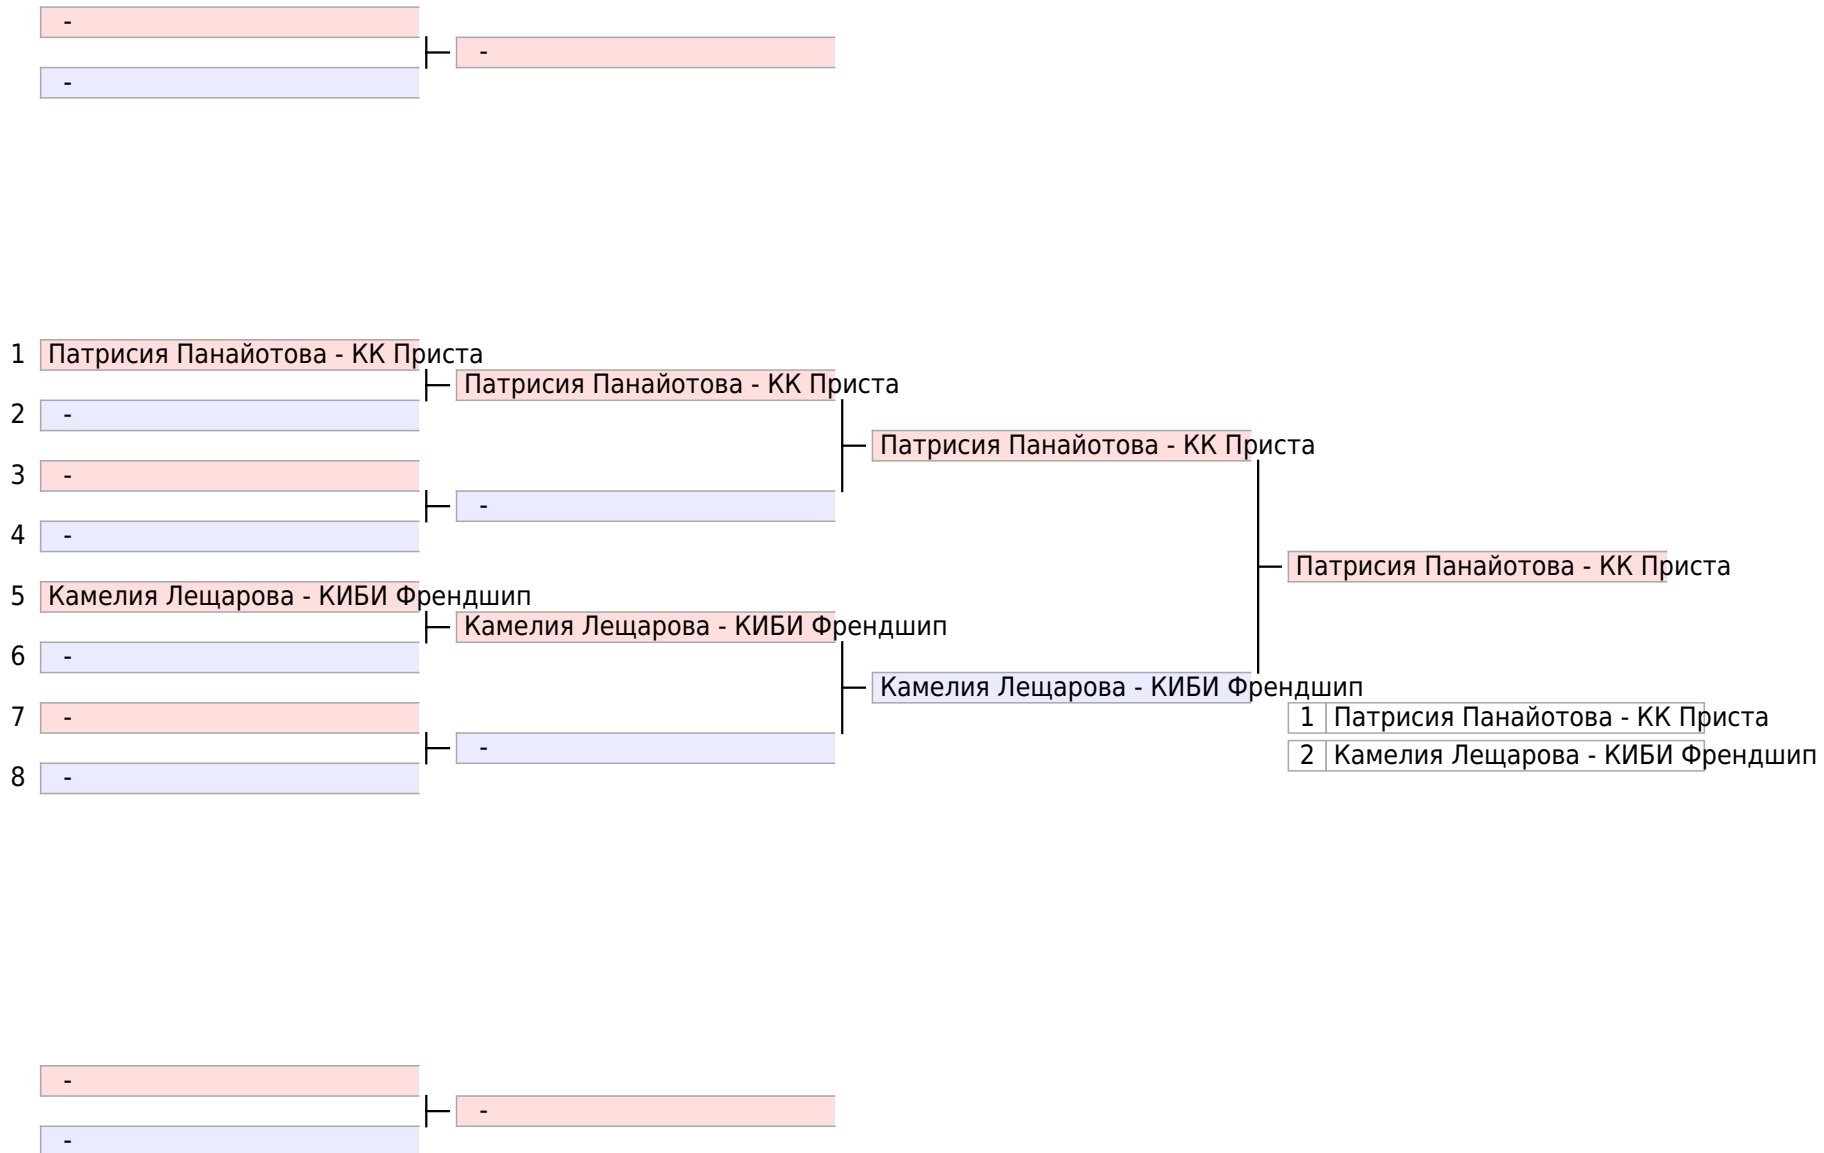 -
-
-
1 Патрисия Панайотова - КК Приста
Патрисия Панайотова - КК Приста
2 -
Патрисия Панайотова - КК Приста
3 -
-
4 -
Патрисия Панайотова - КК Приста
5 Камелия Лещарова - КИБИ Френдшип
Камелия Лещарова - КИБИ Френдшип
6 -
Камелия Лещарова - КИБИ Френдшип
7 -
1 Патрисия Панайотова - КК Приста
-
2 Камелия Лещарова - КИБИ Френдшип
8 -
-
-
-